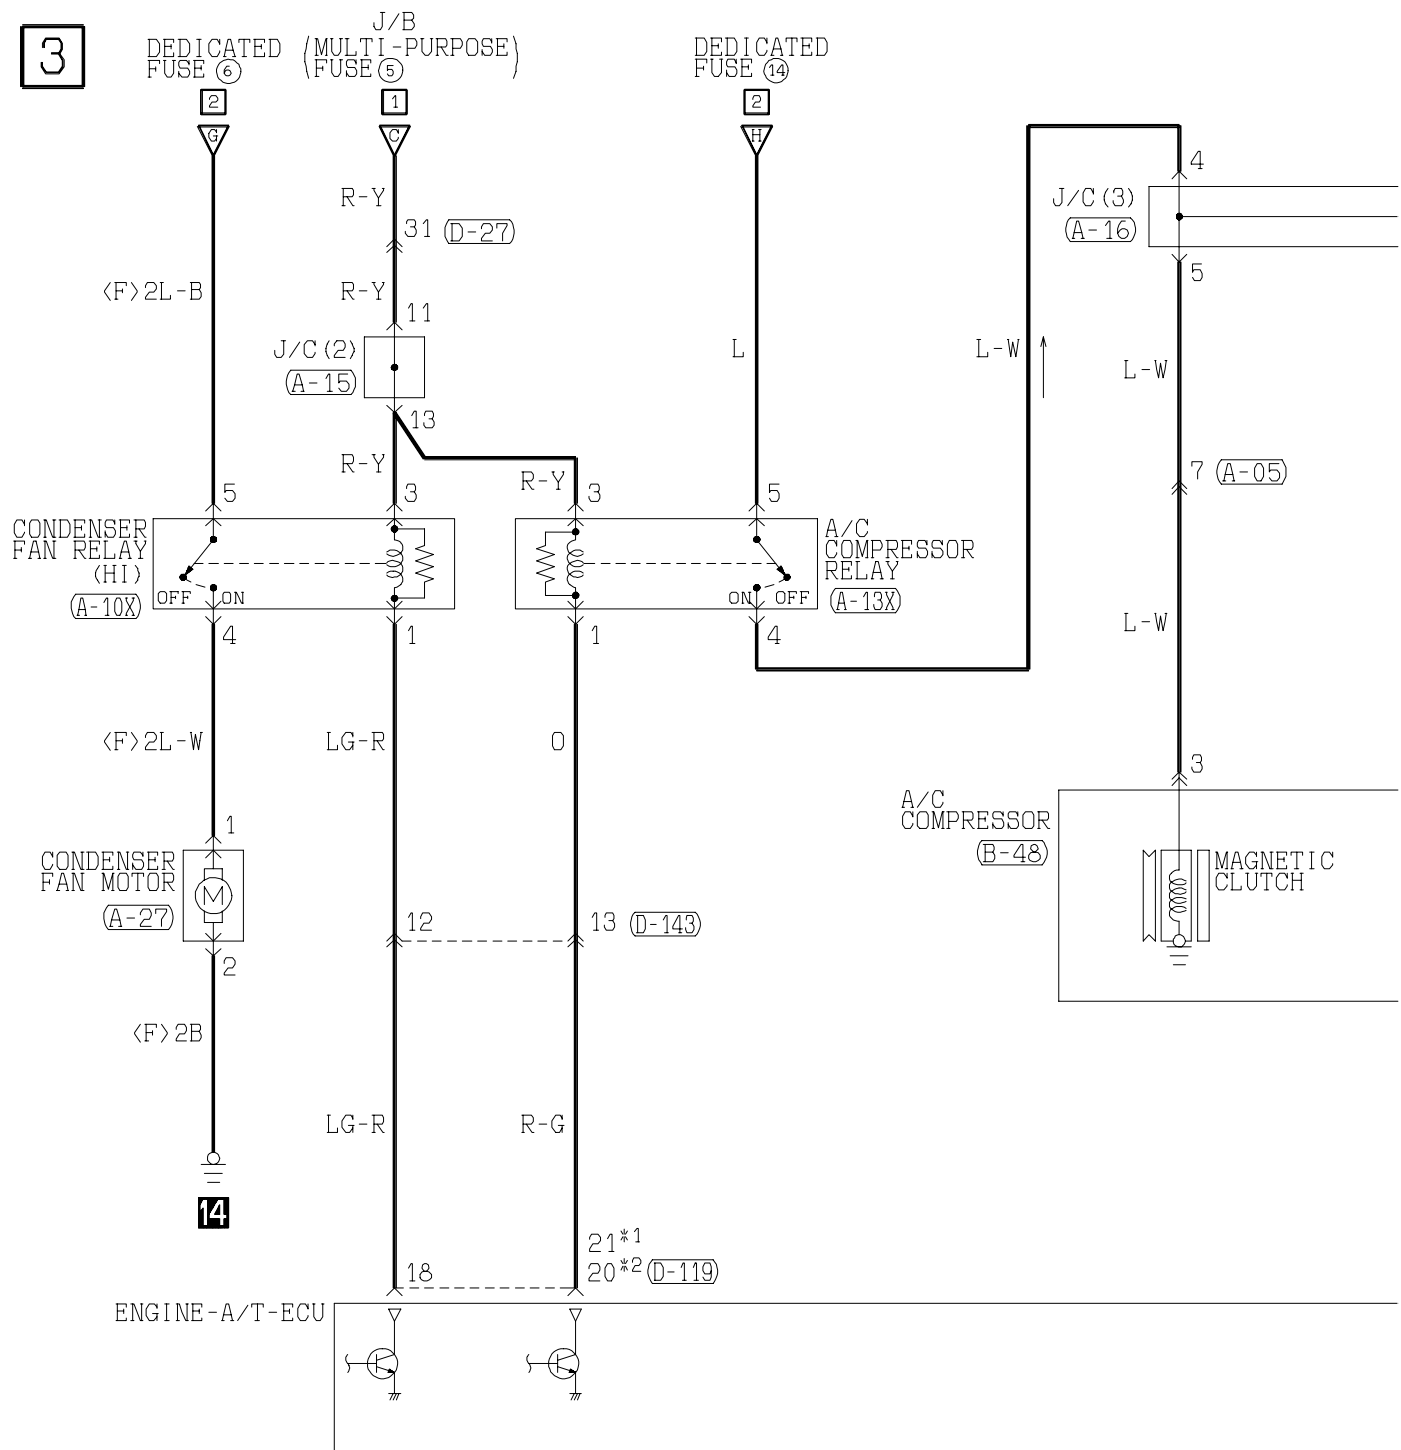 3
DEDICATED
FUSE 6
J/B
(MULTI-PURPOSE)
(FUSE 5)
DEDICATED
FUSE 14
2
1
2
G
C
H
4
R-Y
J/C(3)
A-16
31 D-27
5
<F>2L-B
R-Y
11
J/C(2)
A-15
L
L-W
L-W
13
R-Y
R-Y
7 A-05
5
3
3
5
CONDENSER
FAN RELAY
(HI)
A-10X
OFF
ON
A/C
COMPRESSOR
RELAY
A-13X
ON
OFF
4
1
1
4
L-W
<F>2L-W
LG-R
O
3
A/C
COMPRESSOR
B-48
1
CONDENSER
FAN MOTOR
A-27
M
MAGNETIC
CLUTCH
12
13 D-143
2
<F>2B
LG-R
R-G
14
21*1
18
20*2 D-119
ENGINE-A/T-ECU